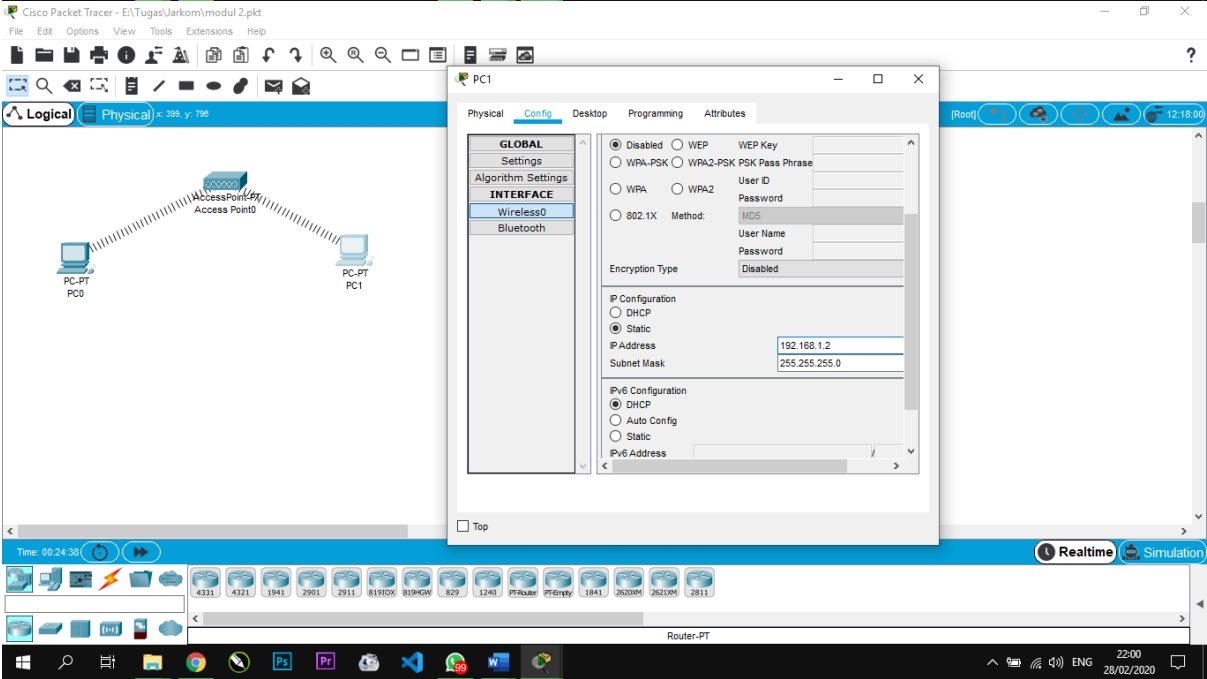 Cisco Packet Tracer - E:\Tugas\Jarkom\modul 2.pkt
File Edit Options View Tools Extensions Help
?
Logical Physical x: 399, y: 796
[Root] 12:18:00
AccessPoint-PT
Access Point0
PC-PT
PC0
PC-PT
PC1
PC1
Physical Config Desktop Programming Attributes
GLOBAL
Settings
Algorithm Settings
INTERFACE
Wireless0
Bluetooth
Disabled WEP WEP Key
WPA-PSK WPA2-PSK PSK Pass Phrase
User ID
WPA WPA2
Password
802.1X Method: MD5
User Name
Password
Encryption Type Disabled
IP Configuration
DHCP
Static
IP Address 192.168.1.2
Subnet Mask 255.255.255.0
IPv6 Configuration
DHCP
Auto Config
Static
IPv6 Address /
Top
Time: 00:24:38
Realtime Simulation
4331 4321 1941 2901 2911 819IOX 819HGW 829 1240 PT-Router PT-Empty 1841 2620XM 2621XM 2811
Router-PT
Ps Pr 99 W
ENG
22:00
28/02/2020